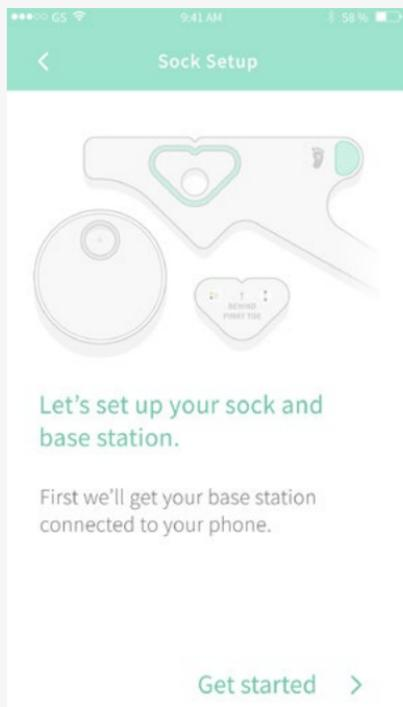 GS 9:41 AM 58 %
Sock Setup
↑
BEHIND
PINKY TOE
Let's set up your sock and
base station.
First we'll get your base station
connected to your phone.
Get started